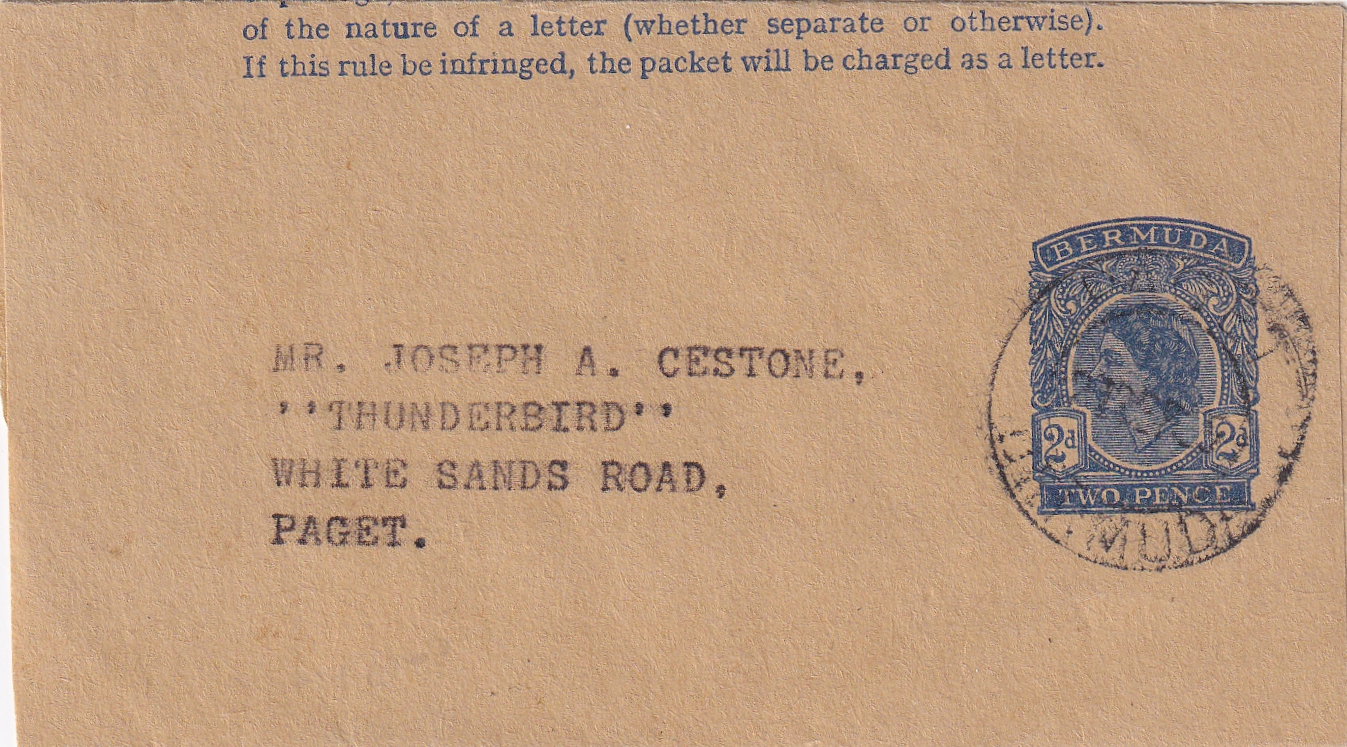 of the nature of a letter (whether separate or otherwise).
If this rule be infringed, the packet will be charged as a letter.
BERMUDA
MR. JOSEPH A. CESTONE,
''THUNDERBIRD''
WHITE SANDS ROAD,
PAGET.
2d 2d
TWO PENCE